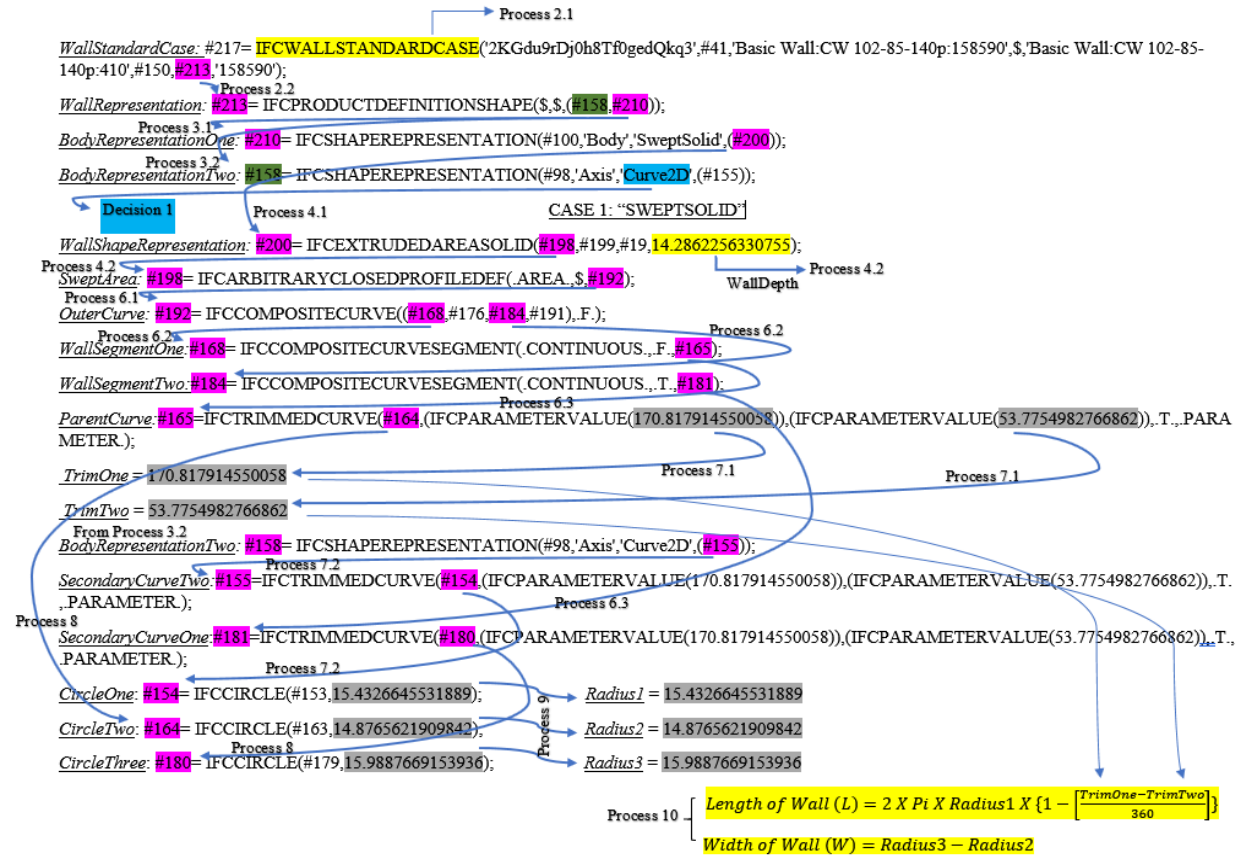 Process 2.1
WallStandardCase: #217= IFCWALLSTANDARDCASE('2KGdu9rDj0h8Tf0gedQkq3',#41,'Basic Wall:CW 102-85-140p:158590',$,'Basic Wall:CW 102-85-
140p:410',#150,#213,'158590');
Process 2.2
WallRepresentation: #213= IFCPRODUCTDEFINITIONSHAPE($,$,(#158,#210));
Process 3.1
BodyRepresentationOne: #210= IFCSHAPEREPRESENTATION(#100,'Body','SweptSolid',(#200));
Process 3.2
BodyRepresentationTwo: #158= IFCSHAPEREPRESENTATION(#98,'Axis','Curve2D',(#155));
Decision 1
Process 4.1
CASE 1: “SWEPTSOLID”
WallShapeRepresentation: #200= IFCEXTRUDEDAREASOLID(#198,#199,#19,14.2862256330755);
Process 4.2
Process 4.2
SweptArea: #198= IFCARBITRARYCLOSEDPROFILEDEF(.AREA.,$,#192);
WallDepth
Process 6.1
OuterCurve: #192= IFCCOMPOSITECURVE((#168,#176,#184,#191),.F.);
Process 6.2
Process 6.2
WallSegmentOne:#168= IFCCOMPOSITECURVESEGMENT(.CONTINUOUS.,.F.,#165);
WallSegmentTwo:#184= IFCCOMPOSITECURVESEGMENT(.CONTINUOUS.,.T.,#181);
Process 6.3
ParentCurve:#165=IFCTRIMMEDCURVE(#164,(IFCPARAMETERVALUE(170.817914550058)),(IFCPARAMETERVALUE(53.7754982766862)),.T.,.PARA
METER.);
TrimOne = 170.817914550058
Process 7.1
Process 7.1
TrimTwo = 53.7754982766862
From Process 3.2
BodyRepresentationTwo: #158= IFCSHAPEREPRESENTATION(#98,'Axis','Curve2D',(#155));
Process 7.2
SecondaryCurveTwo:#155=IFCTRIMMEDCURVE(#154,(IFCPARAMETERVALUE(170.817914550058)),(IFCPARAMETERVALUE(53.7754982766862)),.T.
,.PARAMETER.);
Process 6.3
Process 8
SecondaryCurveOne:#181=IFCTRIMMEDCURVE(#180,(IFCPARAMETERVALUE(170.817914550058)),(IFCPARAMETERVALUE(53.7754982766862)),.T.,
.PARAMETER.);
Process 7.2
CircleOne: #154= IFCCIRCLE(#153,15.4326645531889);
Radius1 = 15.4326645531889
CircleTwo: #164= IFCCIRCLE(#163,14.8765621909842);
Process 9
Radius2 = 14.8765621909842
Process 8
CircleThree: #180= IFCCIRCLE(#179,15.9887669153936);
Radius3 = 15.9887669153936
Process 10
Length of Wall (L) = 2 X Pi X Radius1 X {1 − [(TrimOne−TrimTwo)/360]}
Width of Wall (W) = Radius3 − Radius2